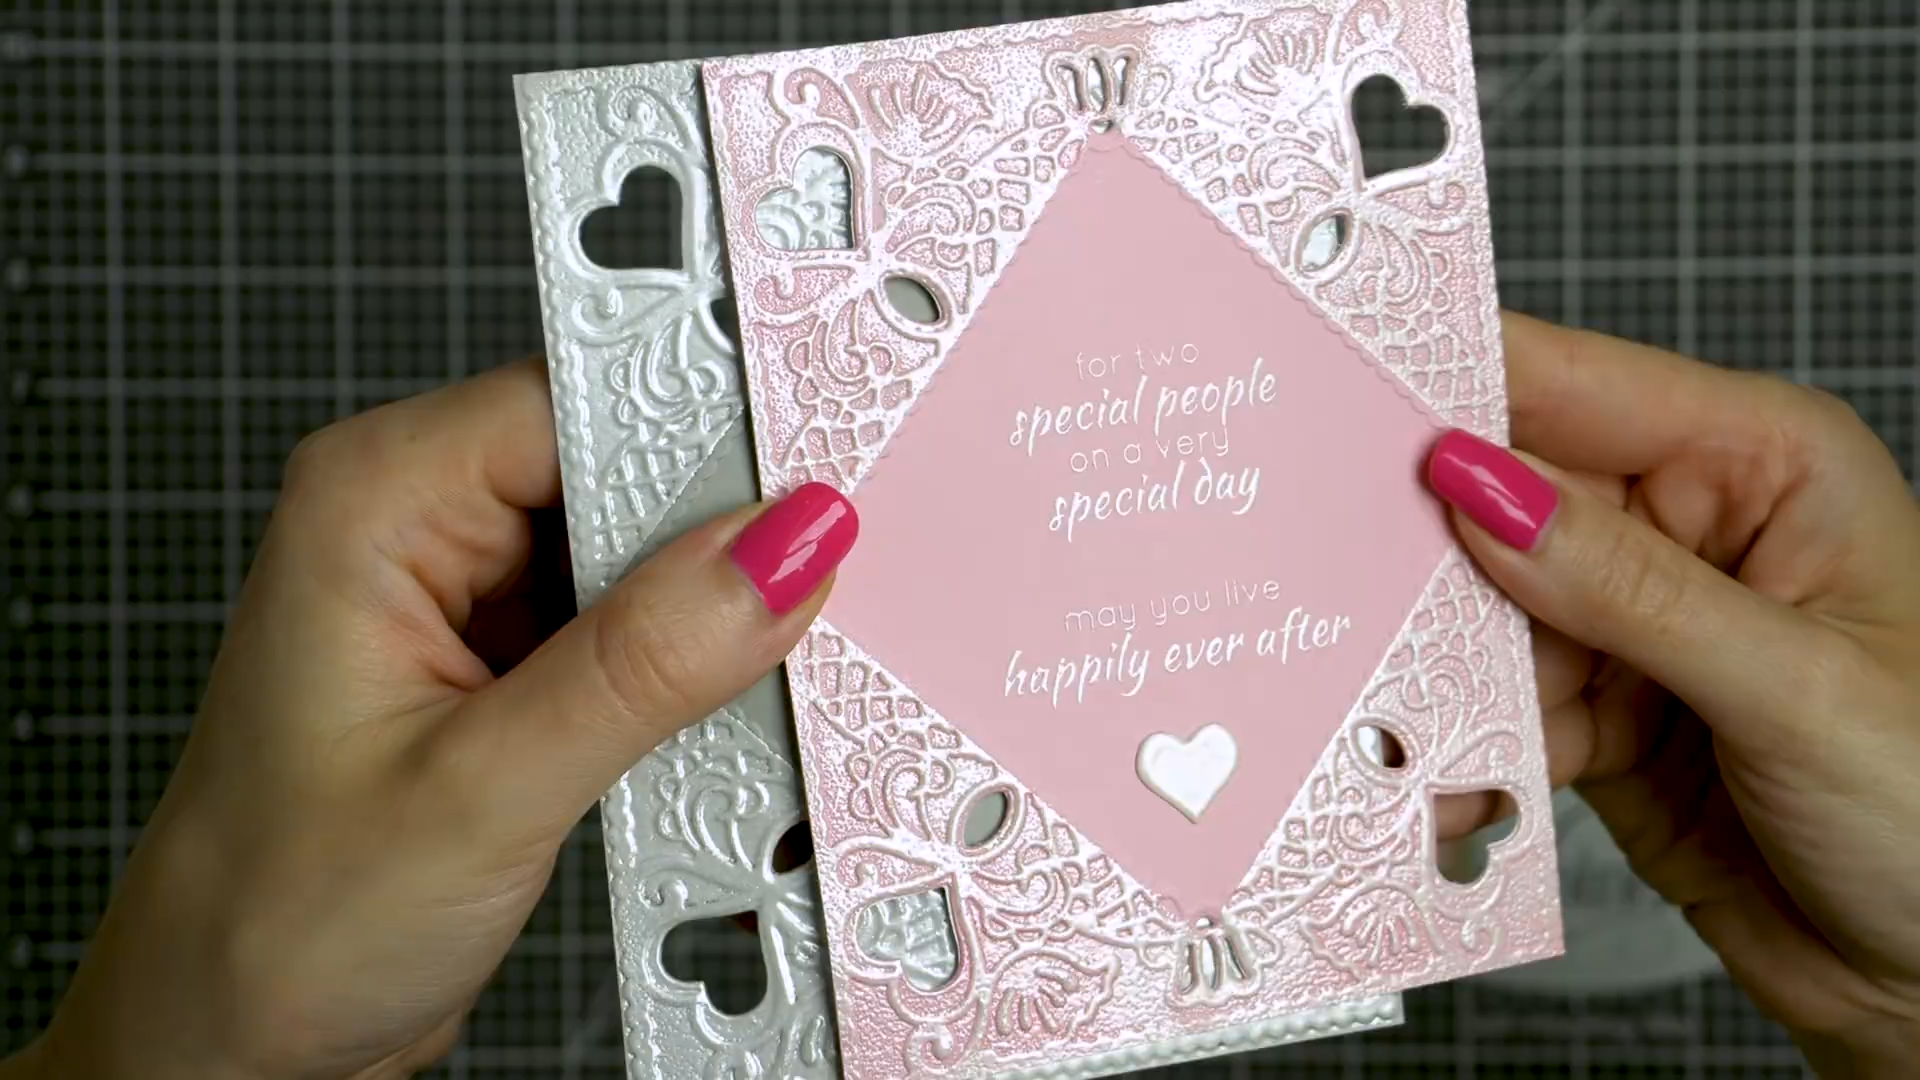 for two
special people
on a very
special day
may you live
happily ever after